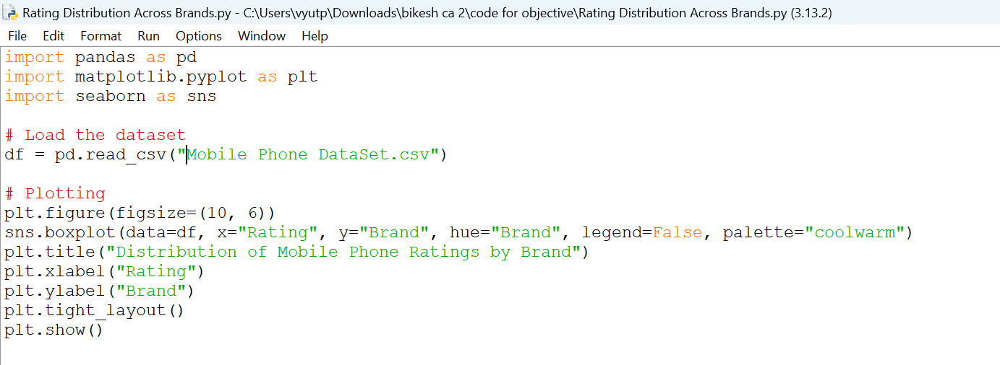 Rating Distribution Across Brands.py - C:\Users\vyutp\Downloads\bikesh ca 2\code for objective\Rating Distribution Across Brands.py (3.13.2)
File Edit Format Run Options Window Help
import pandas as pd
import matplotlib.pyplot as plt
import seaborn as sns
# Load the dataset
df = pd.read_csv("Mobile Phone DataSet.csv")
# Plotting
plt.figure(figsize=(10, 6))
sns.boxplot(data=df, x="Rating", y="Brand", hue="Brand", legend=False, palette="coolwarm")
plt.title("Distribution of Mobile Phone Ratings by Brand")
plt.xlabel("Rating")
plt.ylabel("Brand")
plt.tight_layout()
plt.show()